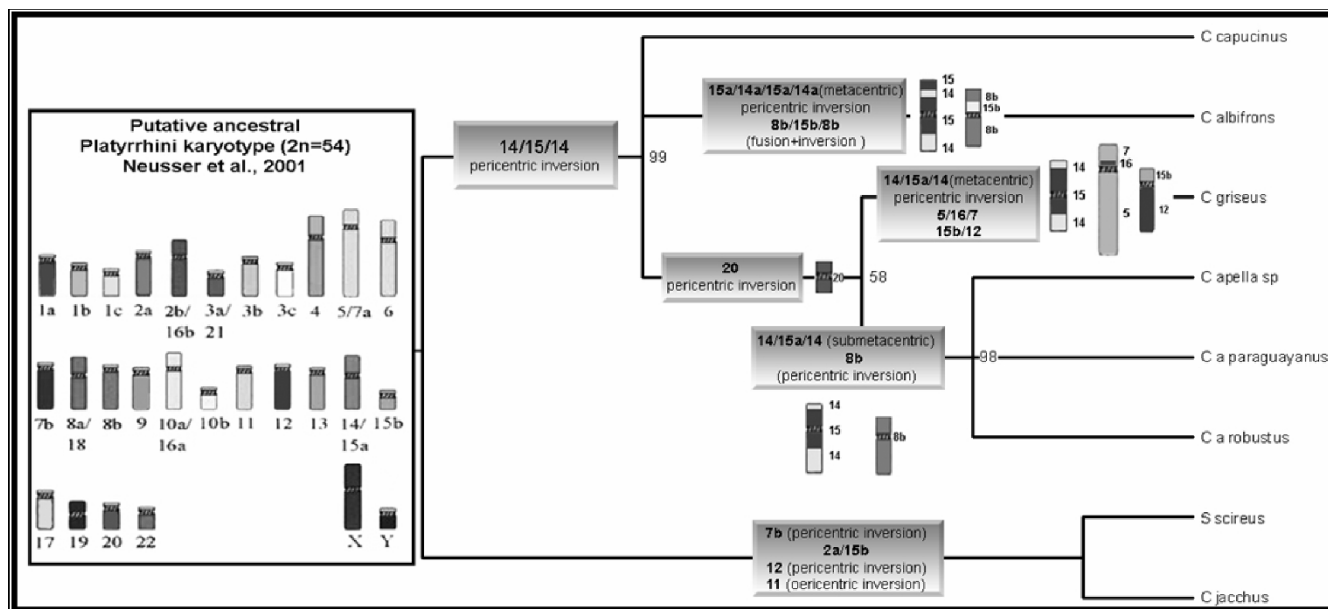 Putative ancestral
Platyrrhini karyotype (2n=54)
Neusser et al., 2001
1a 1b 1c 2a 2b/ 3a/ 3b 3c 4 5/7a 6
16b 21
7b 8a/ 8b 9 10a/ 10b 11 12 13 14/ 15b
18 16a 15a
17 19 20 22 X Y
14/15/14
pericentric inversion
99
C capucinus
15a/14a/15a/14a(metacentric)
pericentric inversion
8b/15b/8b
(fusion+inversion )
15
14
15
14
8b
15b
8b
C albifrons
14/15a/14(metacentric)
pericentric inversion
5/16/7
15b/12
14
15
14
7
16
5
15b
12
C griseus
20
pericentric inversion
20
58
14/15a/14 (submetacentric)
8b
(pericentric inversion)
14
15
14
8b
98
C apella sp
C a paraguayanus
C a robustus
7b (pericentric inversion)
2a/15b
12 (pericentric inversion)
11 (oericentric inversion)
S scireus
C jacchus